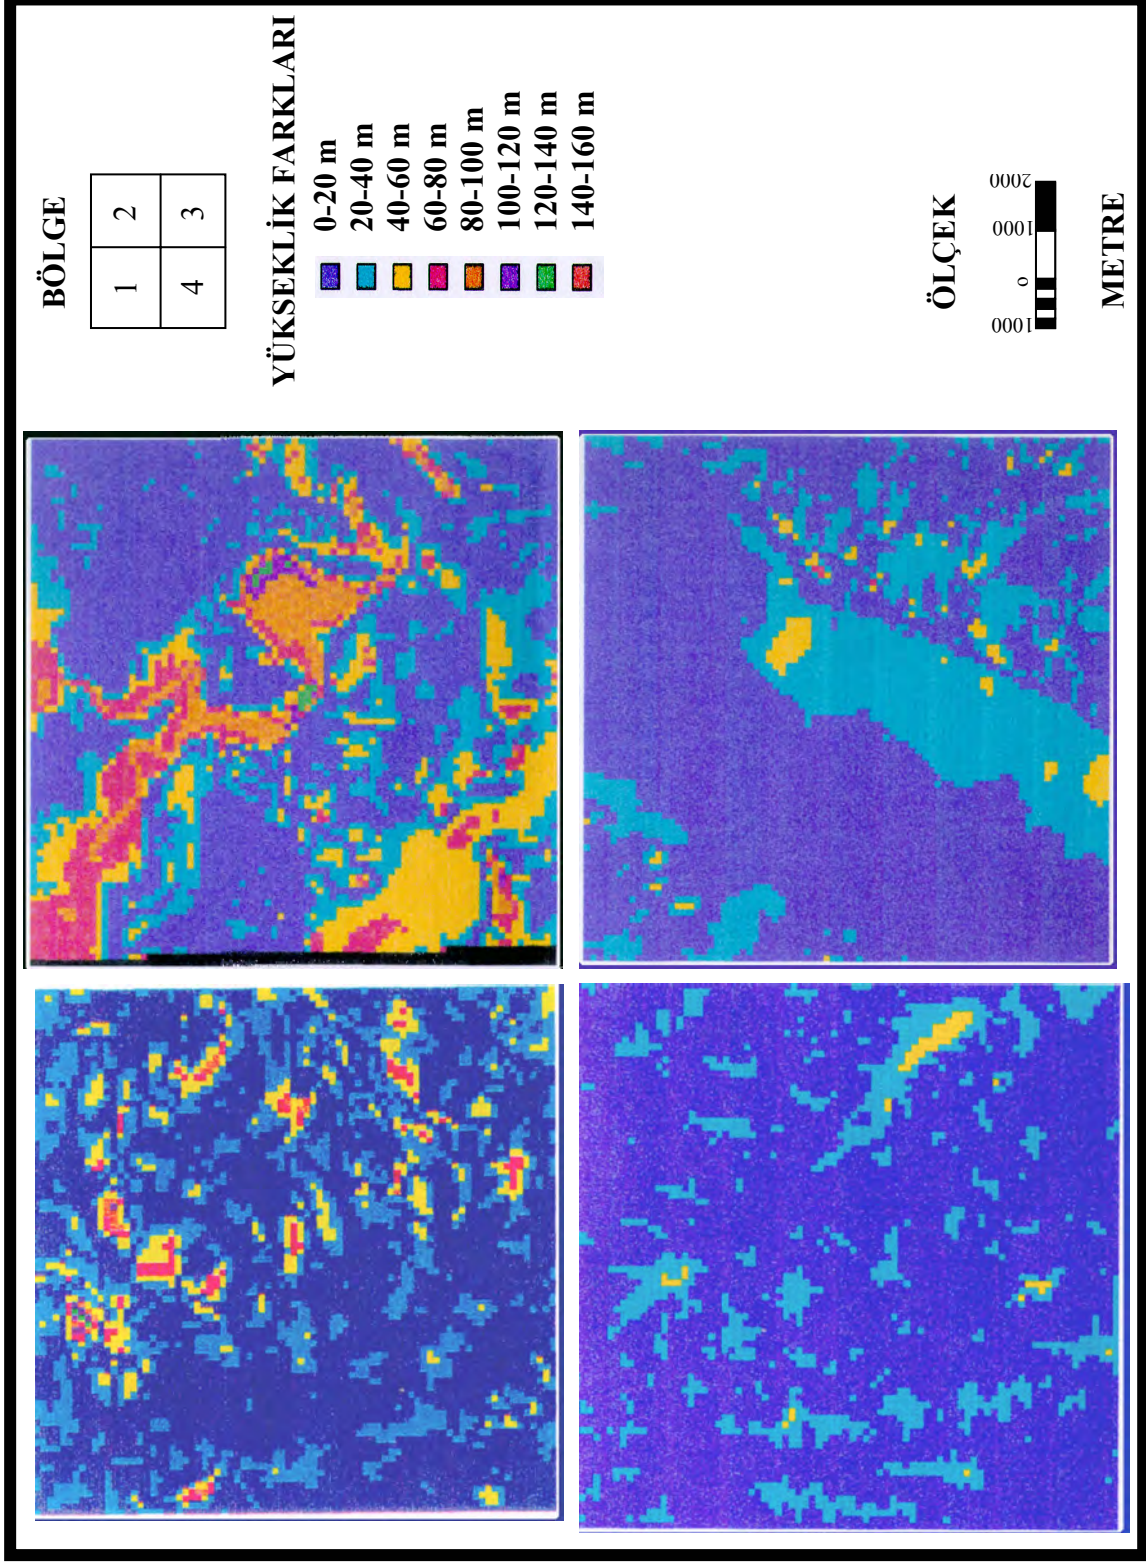 BÖLGE
1 2
4 3
YÜKSEKLİK FARKLARI
0-20 m
20-40 m
40-60 m
60-80 m
80-100 m
100-120 m
120-140 m
140-160 m
ÖLÇEK
1000 0 1000 2000
METRE